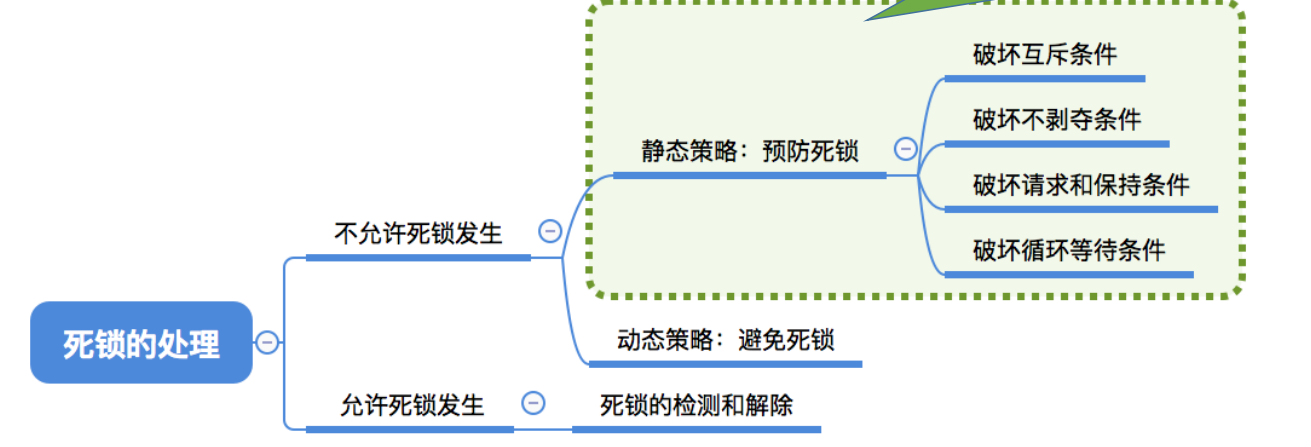 死锁的处理
不允许死锁发生
静态策略：预防死锁
破坏互斥条件
破坏不剥夺条件
破坏请求和保持条件
破坏循环等待条件
动态策略：避免死锁
允许死锁发生
死锁的检测和解除